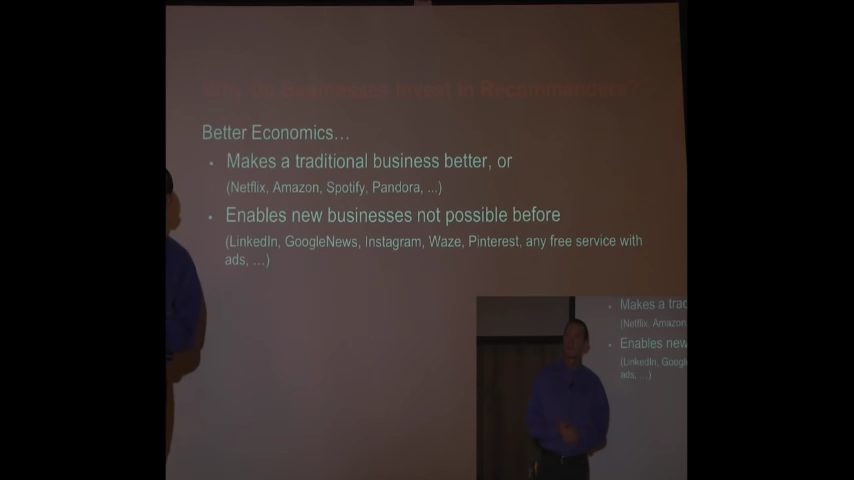 Why Do Businesses Invest in Recommenders?
Better Economics...
• Makes a traditional business better, or
(Netflix, Amazon, Spotify, Pandora, ...)
• Enables new businesses not possible before
(LinkedIn, GoogleNews, Instagram, Waze, Pinterest, any free service with
ads, ...)
• Makes a trad
(Netflix, Amazon,
• Enables new
(LinkedIn, Googl
ads, ...)